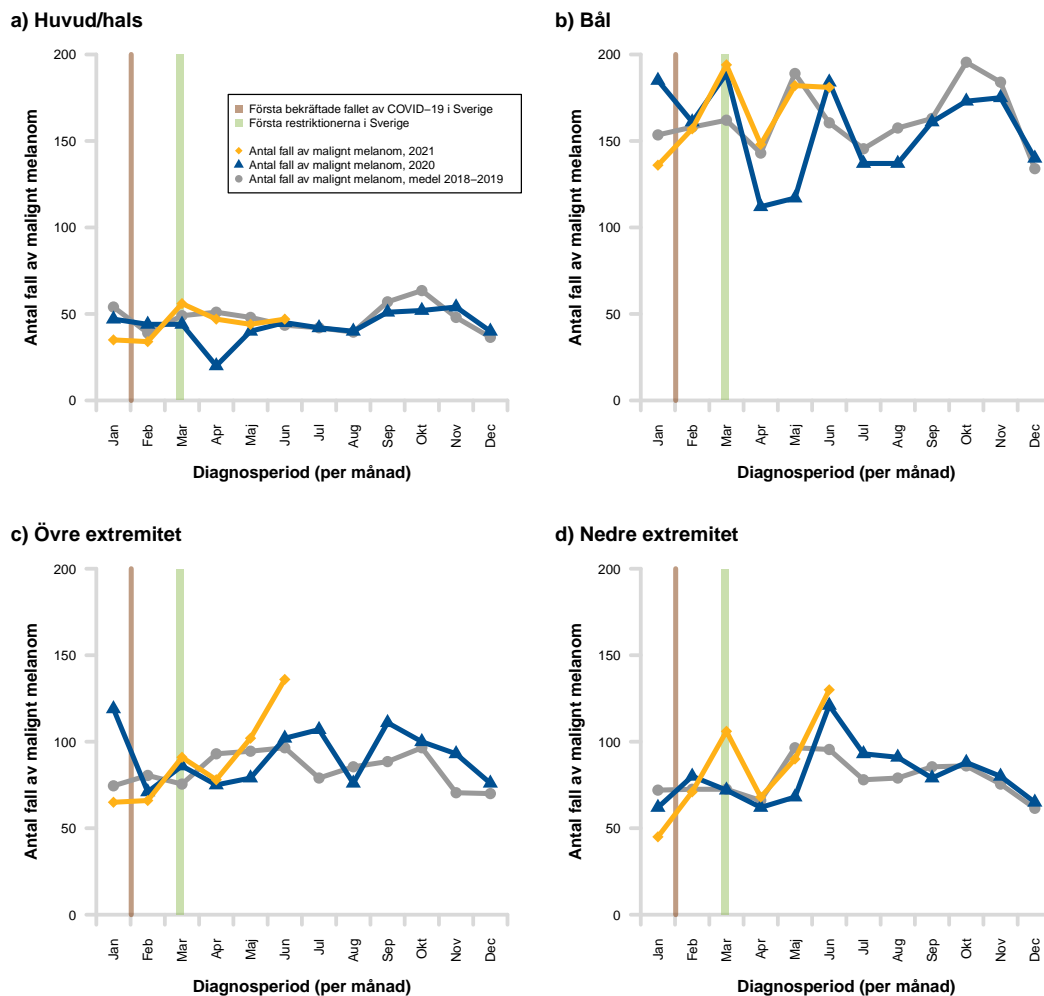 a) Huvud/hals
Antal fall av malignt melanom
200
150
100
50
0
Första bekräftade fallet av COVID–19 i Sverige
Första restriktionerna i Sverige
Antal fall av malignt melanom, 2021
Antal fall av malignt melanom, 2020
Antal fall av malignt melanom, medel 2018–2019
Jan Feb Mar Apr Maj Jun Jul Aug Sep Okt Nov Dec
Diagnosperiod (per månad)
b) Bål
Antal fall av malignt melanom
200
150
100
50
0
Jan Feb Mar Apr Maj Jun Jul Aug Sep Okt Nov Dec
Diagnosperiod (per månad)
c) Övre extremitet
Antal fall av malignt melanom
200
150
100
50
0
Jan Feb Mar Apr Maj Jun Jul Aug Sep Okt Nov Dec
Diagnosperiod (per månad)
d) Nedre extremitet
Antal fall av malignt melanom
200
150
100
50
0
Jan Feb Mar Apr Maj Jun Jul Aug Sep Okt Nov Dec
Diagnosperiod (per månad)